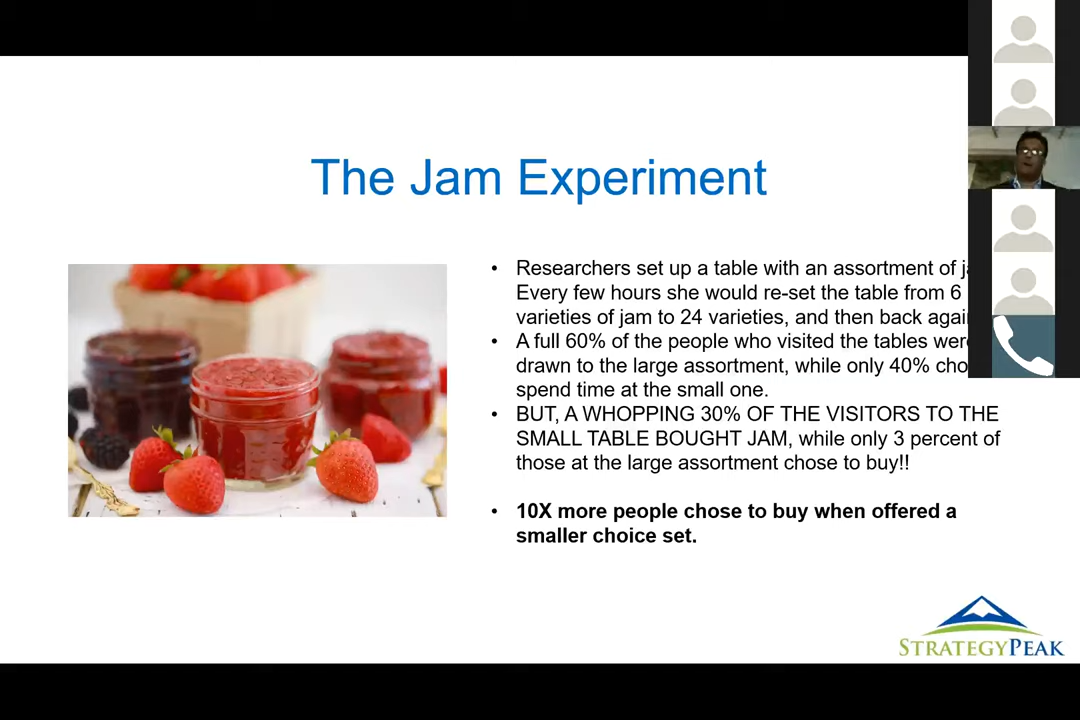 The Jam Experiment
• Researchers set up a table with an assortment of
Every few hours she would re-set the table from 6
varieties of jam to 24 varieties, and then back
• A full 60% of the people who visited the tables
drawn to the large assortment, while only 40%
spend time at the small one.
• BUT, A WHOPPING 30% OF THE VISITORS TO THE
SMALL TABLE BOUGHT JAM, while only 3 percent of
those at the large assortment chose to buy!!
• 10X more people chose to buy when offered a
smaller choice set.
STRATEGYPEAK